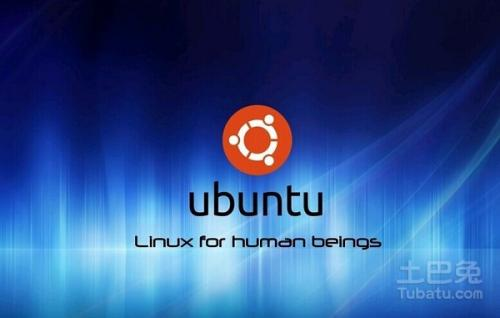 ubuntu
Linux for human beings
土巴兔
Tubatu.com